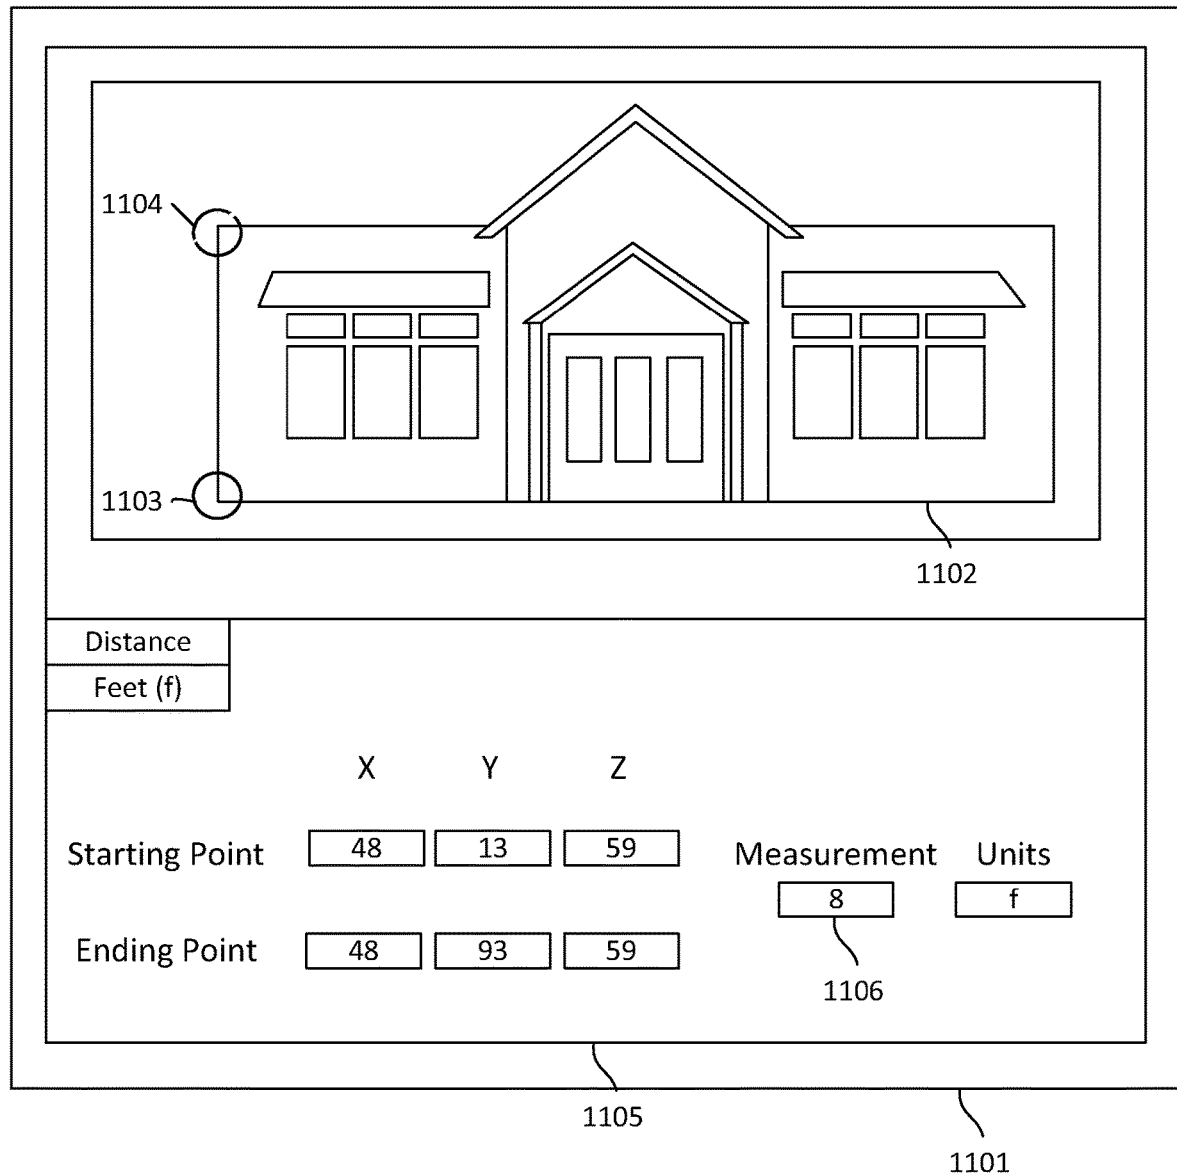 1104
1103
1102
Distance
Feet (f)
X Y Z
Starting Point 48 13 59
Measurement Units
8 f
Ending Point 48 93 59
1106
1105
1101